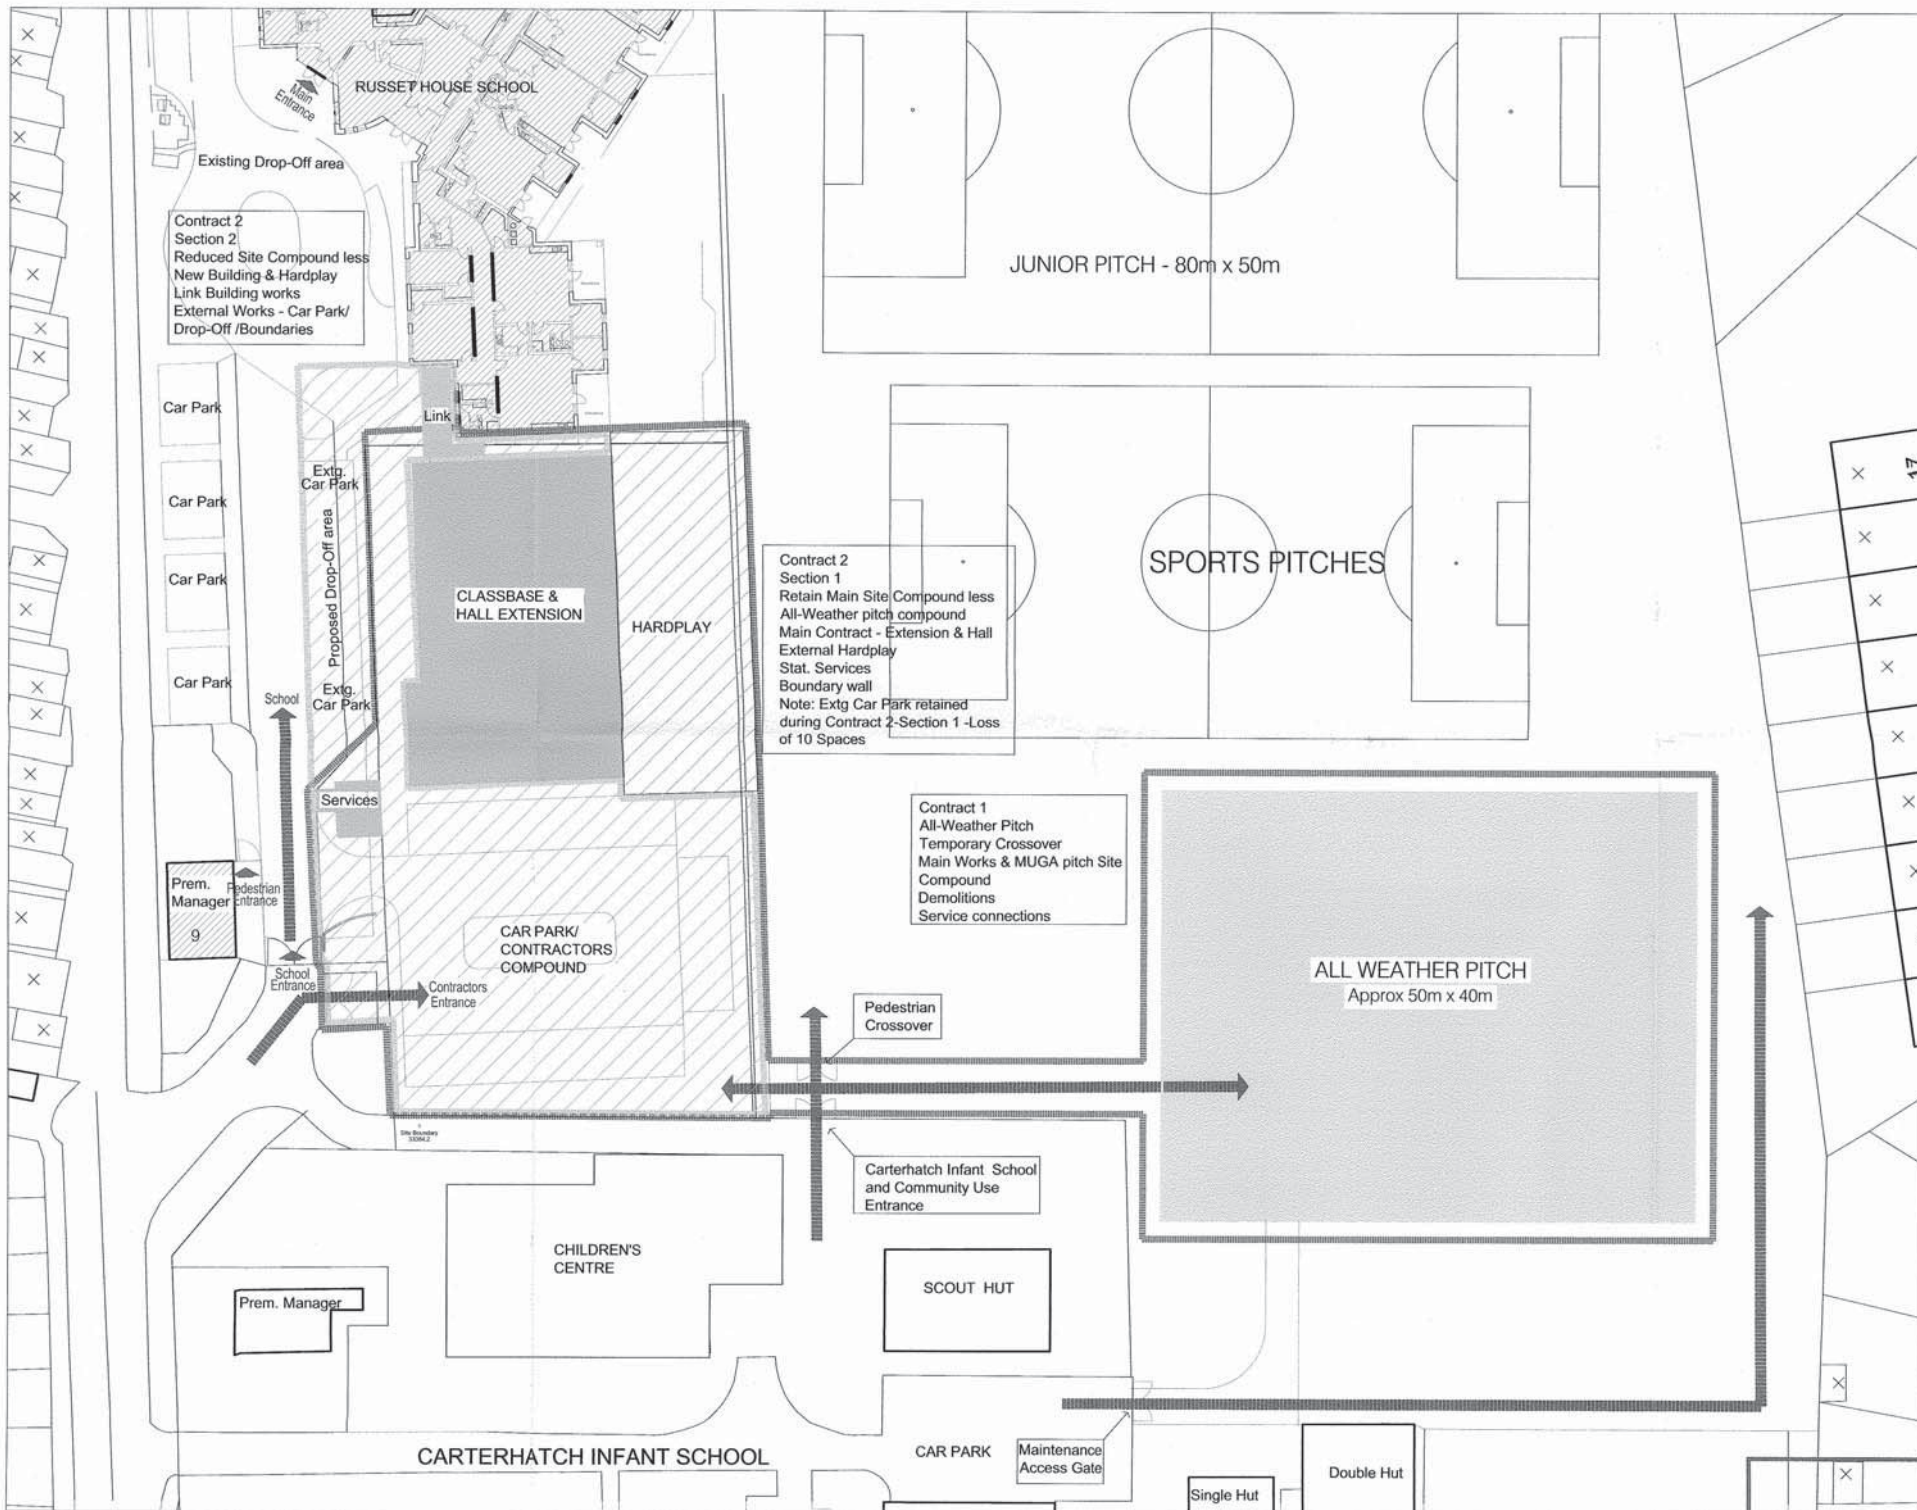 RUSSET HOUSE SCHOOL
Main
Entrance
Existing Drop-Off area
Contract 2
Section 2
Reduced Site Compound less
New Building & Hardplay
Link Building works
External Works - Car Park/
Drop-Off /Boundaries
JUNIOR PITCH - 80m x 50m
Car Park
Car Park
Car Park
Car Park
Link
Extg.
Car Park
Proposed Drop-Off area
Extg.
Car Park
CLASSBASE &
HALL EXTENSION
HARDPLAY
Contract 2
Section 1
Retain Main Site Compound less
All-Weather pitch compound
Main Contract - Extension & Hall
External Hardplay
Stat. Services
Boundary wall
Note: Extg Car Park retained
during Contract 2-Section 1 -Loss
of 10 Spaces
SPORTS PITCHES
17
School
Services
Contract 1
All-Weather Pitch
Temporary Crossover
Main Works & MUGA pitch Site
Compound
Demolitions
Service connections
Prem.
Manager
9
Pedestrian
Entrance
School
Entrance
Contractors
Entrance
CAR PARK/
CONTRACTORS
COMPOUND
ALL WEATHER PITCH
Approx 50m x 40m
Pedestrian
Crossover
Site Boundary
Carterhatch Infant School
and Community Use
Entrance
CHILDREN'S
CENTRE
SCOUT HUT
Prem. Manager
CARTERHATCH INFANT SCHOOL
CAR PARK
Maintenance
Access Gate
Single Hut
Double Hut